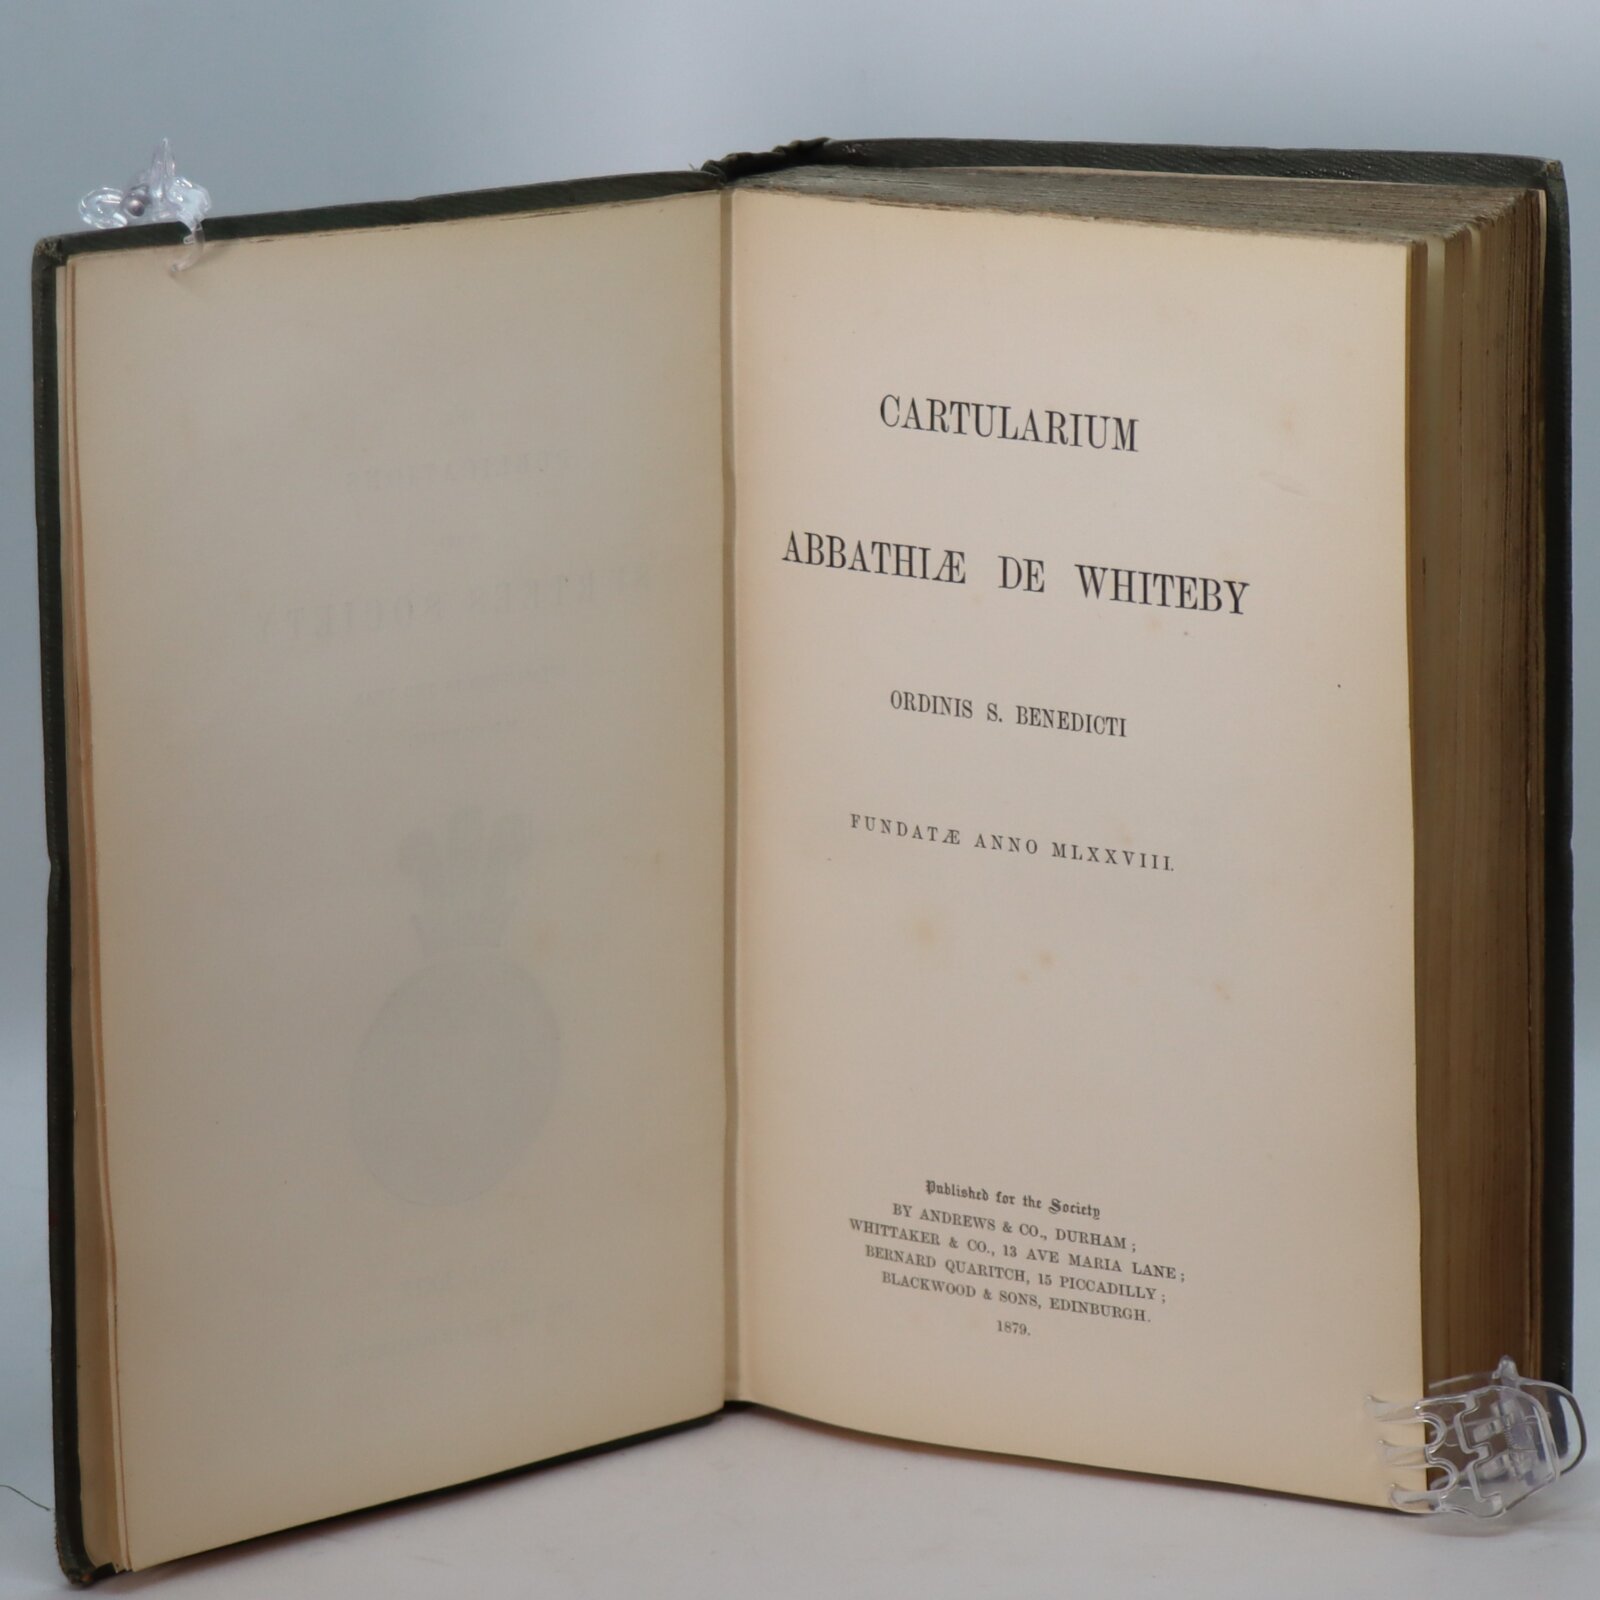 CARTULARIUM
ABBATHIÆ DE WHITEBY
ORDINIS S. BENEDICTI
FUNDATÆ ANNO MLXXVIII.
Published for the Society
BY ANDREWS & CO., DURHAM;
WHITTAKER & CO., 13 AVE MARIA LANE;
BERNARD QUARITCH, 15 PICCADILLY;
BLACKWOOD & SONS, EDINBURGH.
1879.